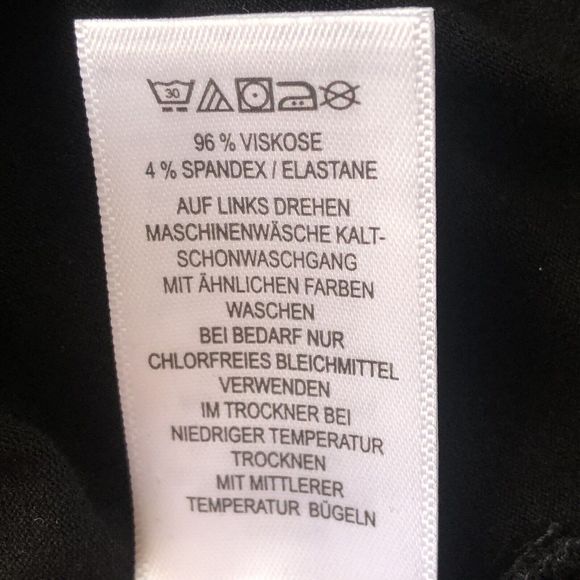 30
96 % VISKOSE
4 % SPANDEX / ELASTANE
AUF LINKS DREHEN
MASCHINENWÄSCHE KALT-
SCHONWASCHGANG
MIT ÄHNLICHEN FARBEN
WASCHEN
BEI BEDARF NUR
CHLORFREIES BLEICHMITTEL
VERWENDEN
IM TROCKNER BEI
NIEDRIGER TEMPERATUR
TROCKNEN
MIT MITTLERER
TEMPERATUR BÜGELN